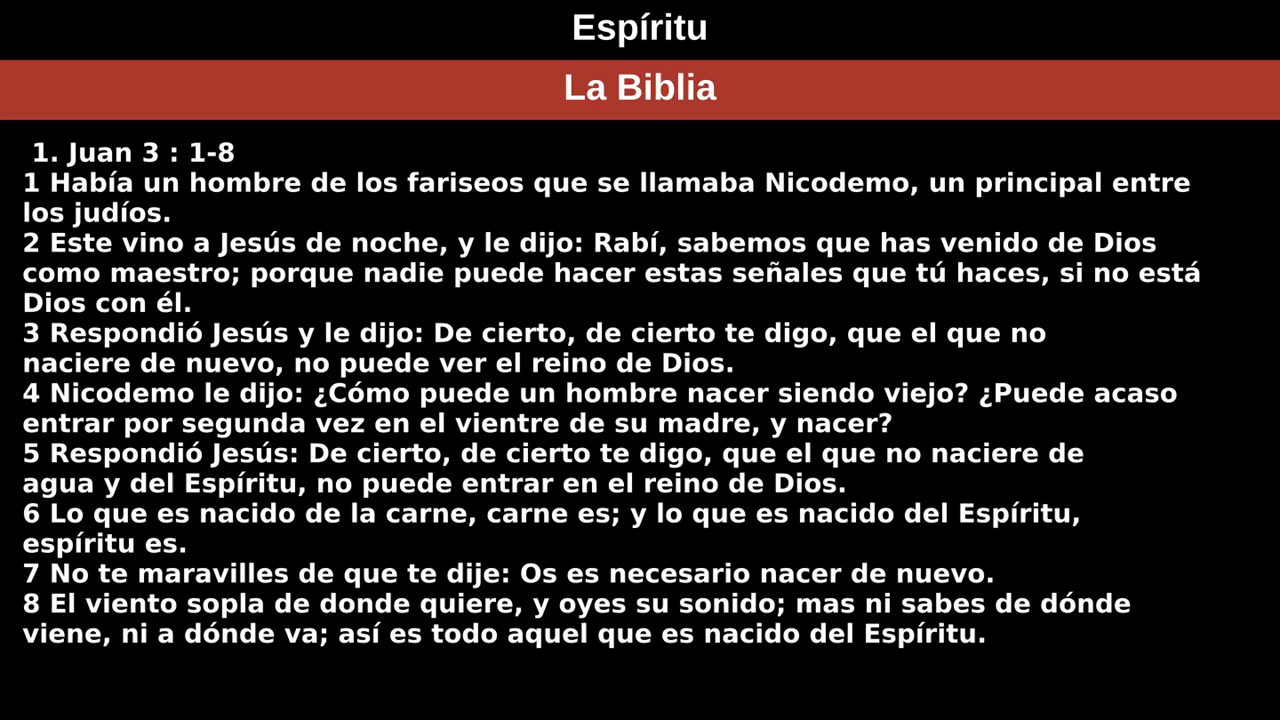 Espíritu
La Biblia
1. Juan 3 : 1-8
1 Había un hombre de los fariseos que se llamaba Nicodemo, un principal entre
los judíos.
2 Este vino a Jesús de noche, y le dijo: Rabí, sabemos que has venido de Dios
como maestro; porque nadie puede hacer estas señales que tú haces, si no está
Dios con él.
3 Respondió Jesús y le dijo: De cierto, de cierto te digo, que el que no
naciere de nuevo, no puede ver el reino de Dios.
4 Nicodemo le dijo: ¿Cómo puede un hombre nacer siendo viejo? ¿Puede acaso
entrar por segunda vez en el vientre de su madre, y nacer?
5 Respondió Jesús: De cierto, de cierto te digo, que el que no naciere de
agua y del Espíritu, no puede entrar en el reino de Dios.
6 Lo que es nacido de la carne, carne es; y lo que es nacido del Espíritu,
espíritu es.
7 No te maravilles de que te dije: Os es necesario nacer de nuevo.
8 El viento sopla de donde quiere, y oyes su sonido; mas ni sabes de dónde
viene, ni a dónde va; así es todo aquel que es nacido del Espíritu.